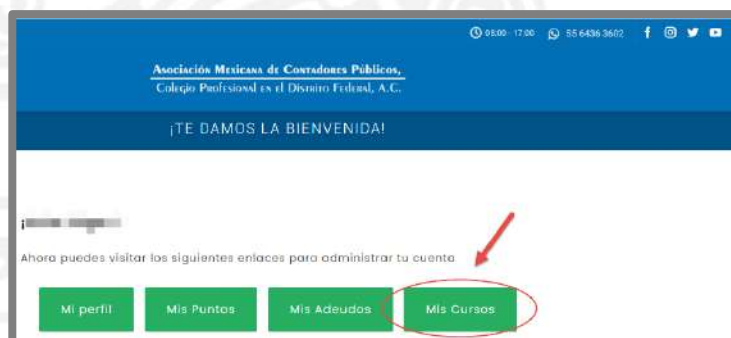 08:00 - 17:00 55 6436 3602
Asociación Mexicana de Contadores Públicos,
Colegio Profesional en el Distrito Federal, A.C.
¡TE DAMOS LA BIENVENIDA!
¡
Ahora puedes visitar los siguientes enlaces para administrar tu cuenta
Mi perfil Mis Puntos Mis Adeudos Mis Cursos